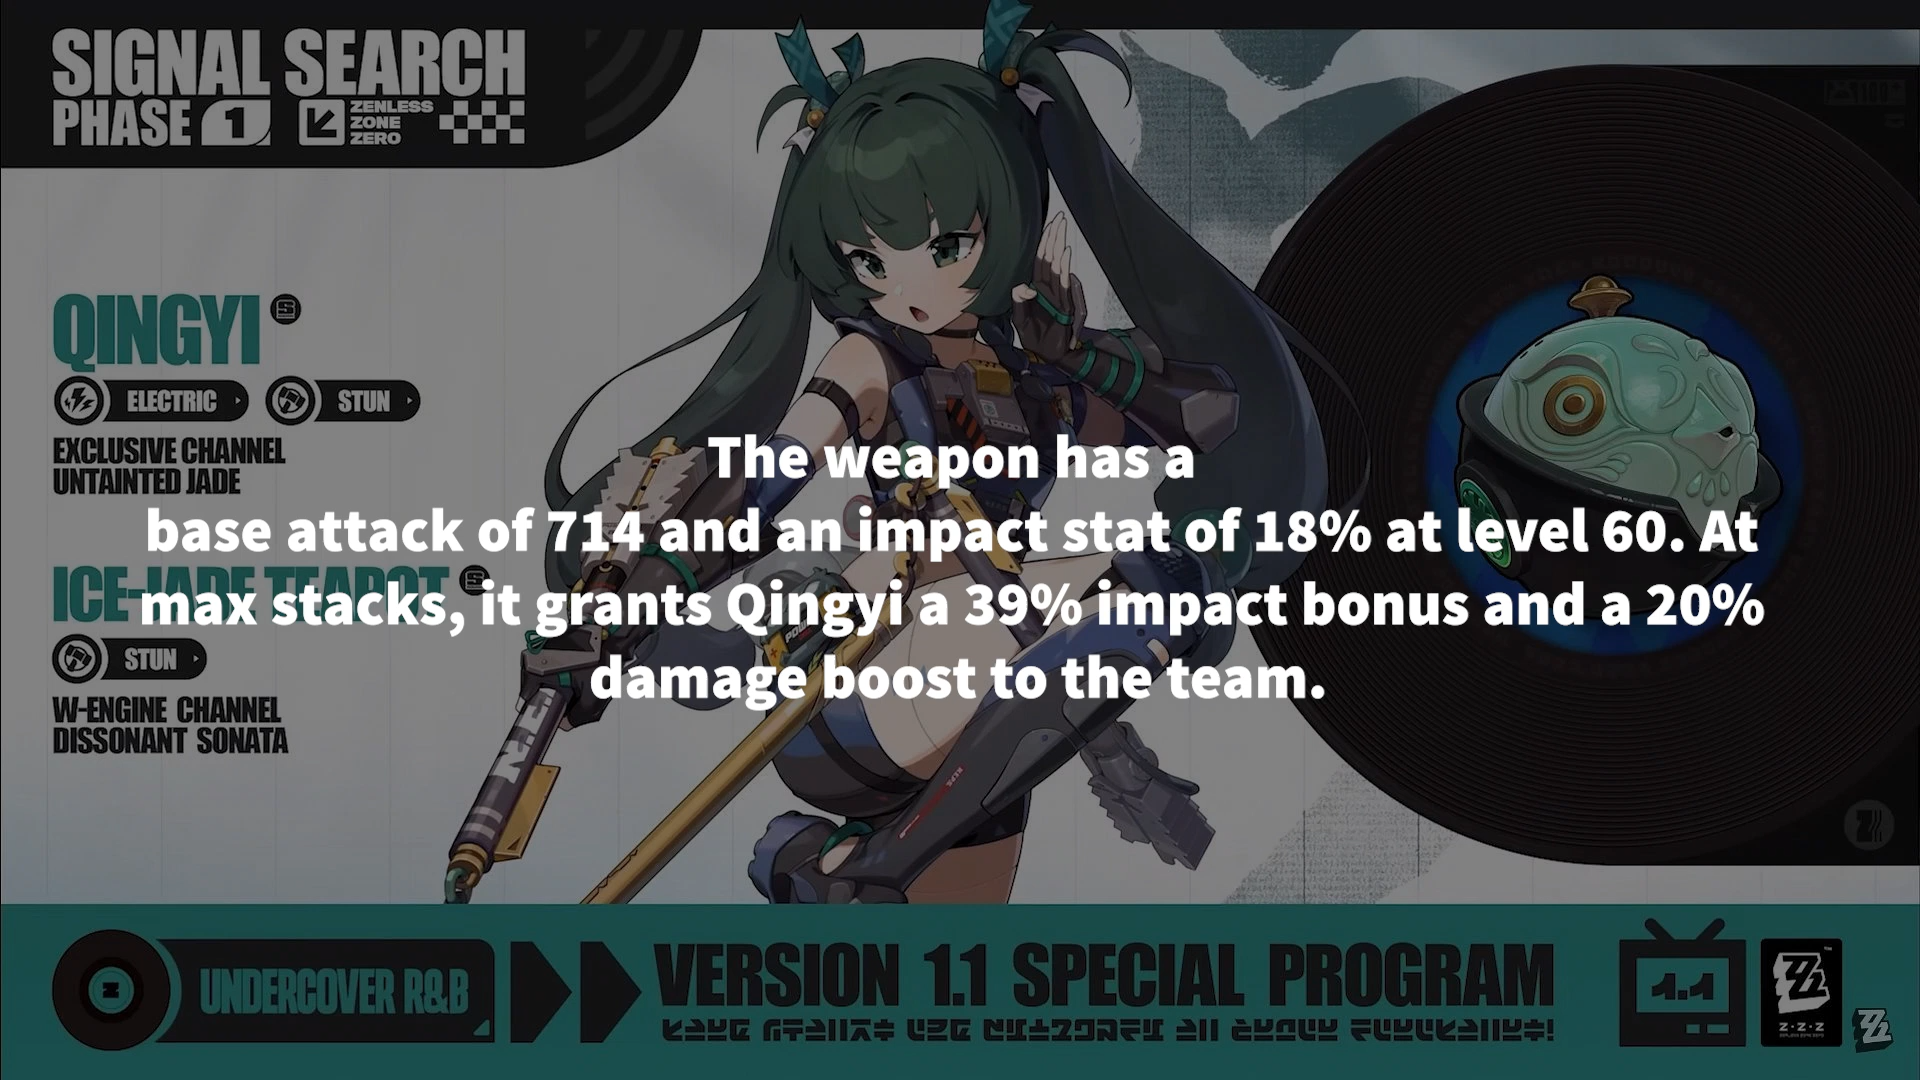 SIGNAL SEARCH
PHASE 1
ZENLESS
ZONE
ZERO
QINGYI S
ELECTRIC
STUN
EXCLUSIVE CHANNEL
UNTAINTED JADE
The weapon has a
base attack of 714 and an impact stat of 18% at level 60. At
max stacks, it grants Qingyi a 39% impact bonus and a 20%
damage boost to the team.
ICE-JADE TEAPOT S
STUN
W-ENGINE CHANNEL
DISSONANT SONATA
UNDERCOVER R&B
VERSION 1.1 SPECIAL PROGRAM
1.1
Z·Z·Z